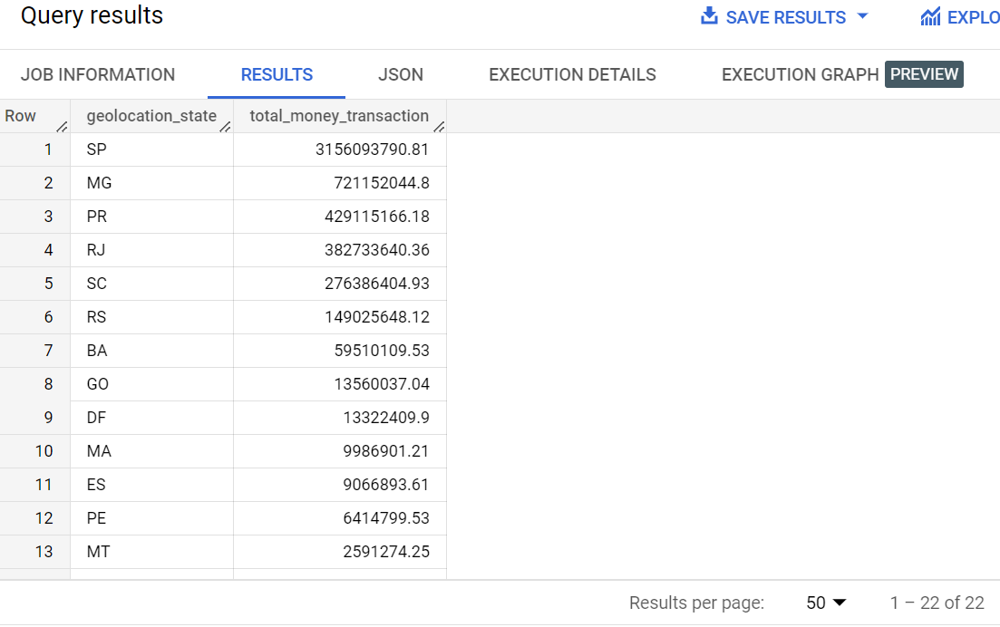 Query results SAVE RESULTS EXPLO
JOB INFORMATION RESULTS JSON EXECUTION DETAILS EXECUTION GRAPH PREVIEW
Row geolocation_state total_money_transaction
1 SP 3156093790.81
2 MG 721152044.8
3 PR 429115166.18
4 RJ 382733640.36
5 SC 276386404.93
6 RS 149025648.12
7 BA 59510109.53
8 GO 13560037.04
9 DF 13322409.9
10 MA 9986901.21
11 ES 9066893.61
12 PE 6414799.53
13 MT 2591274.25
Results per page: 50 1 – 22 of 22